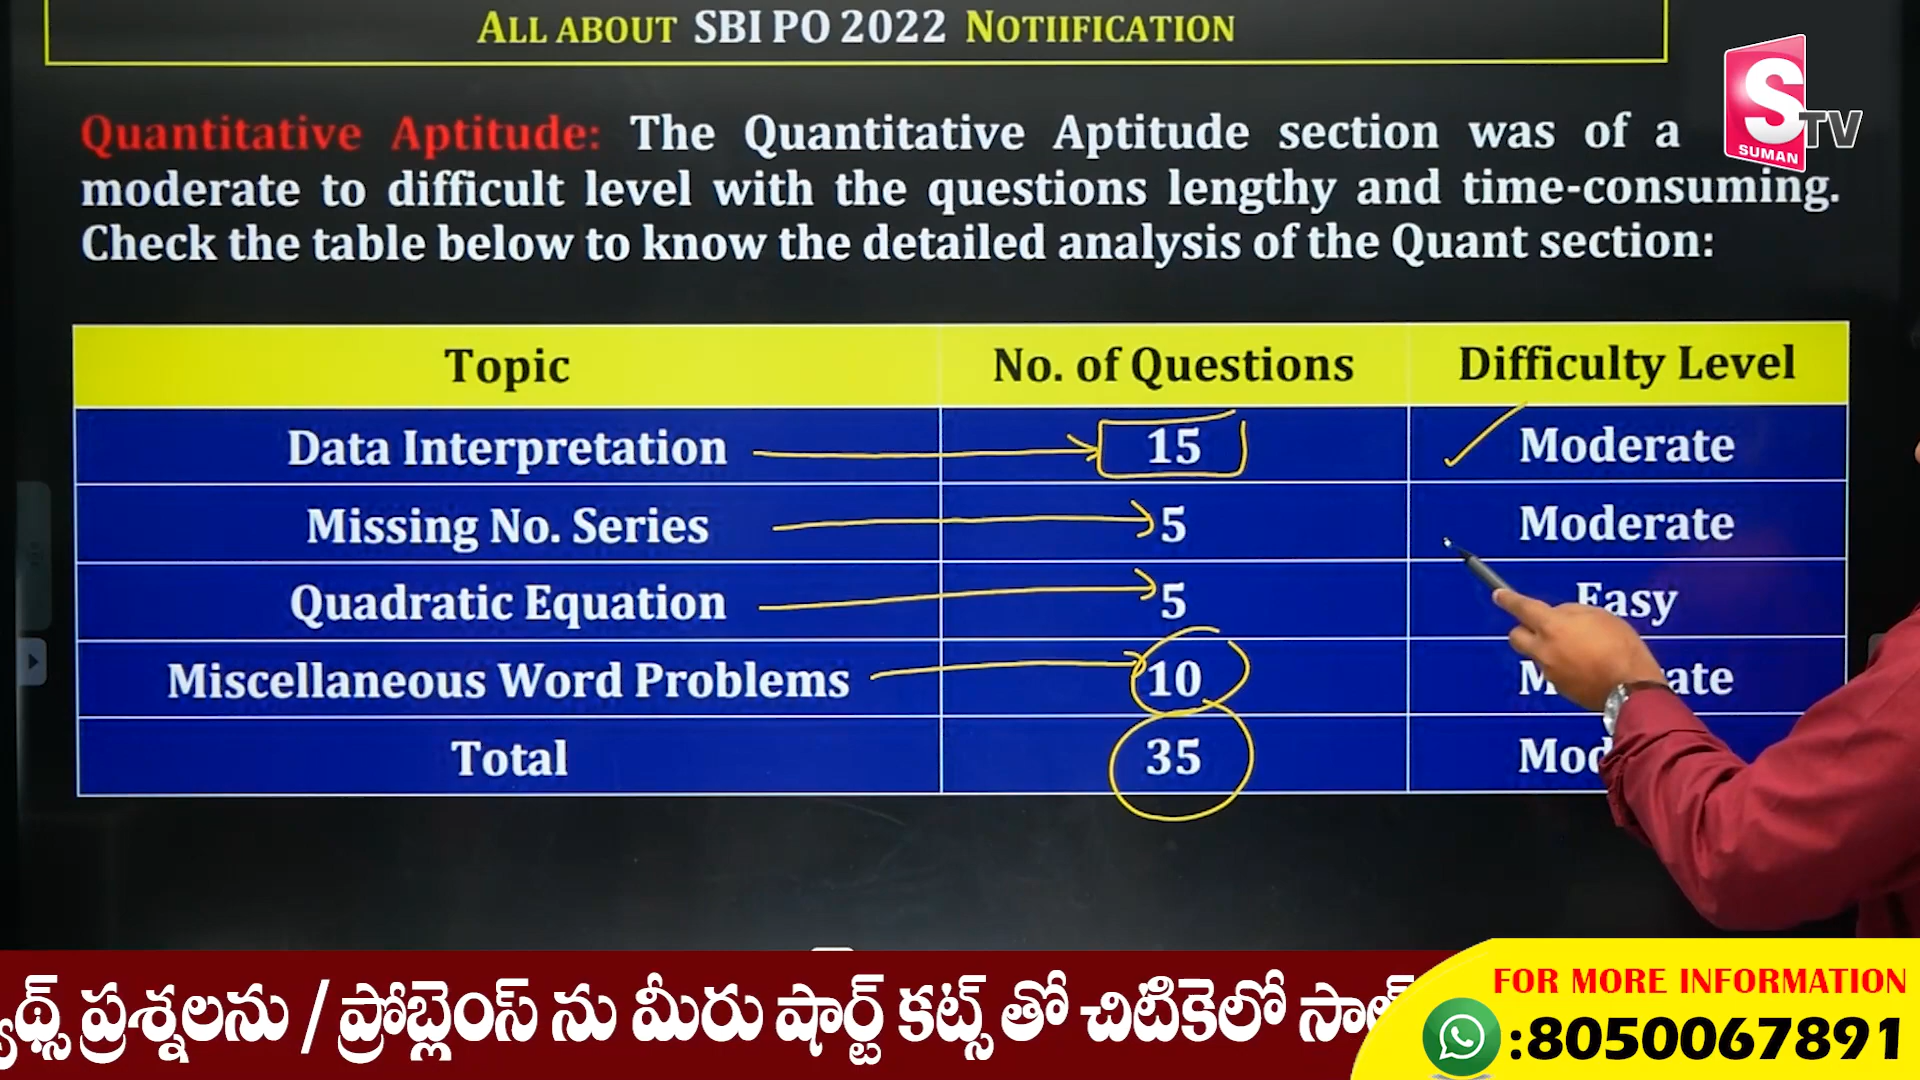 ALL ABOUT SBI PO 2022 NOTIIFICATION
S TV
SUMAN
Quantitative Aptitude: The Quantitative Aptitude section was of a
moderate to difficult level with the questions lengthy and time-consuming.
Check the table below to know the detailed analysis of the Quant section:
Topic No. of Questions Difficulty Level
Data Interpretation 15 Moderate
Missing No. Series 5 Moderate
Quadratic Equation 5 Easy
Miscellaneous Word Problems 10
Total 35
ప్రశ్నలను / ప్రోబ్లెంస్ ను మీరు షార్ట్ కట్స్ తో చిటికెలో
FOR MORE INFORMATION
:8050067891